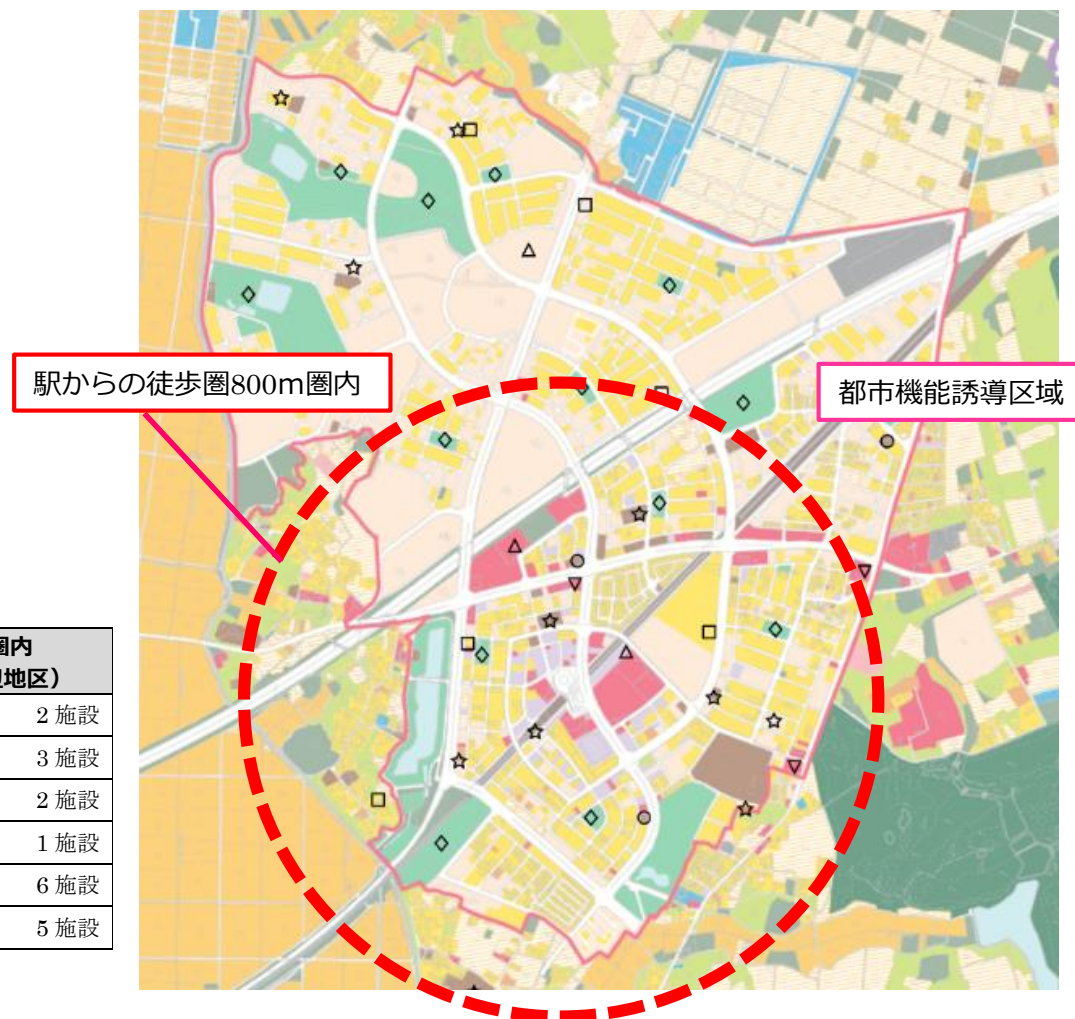 駅からの徒歩圏800m圏内
都市機能誘導区域
圏内
地区）
2 施設
3 施設
2 施設
1 施設
6 施設
5 施設